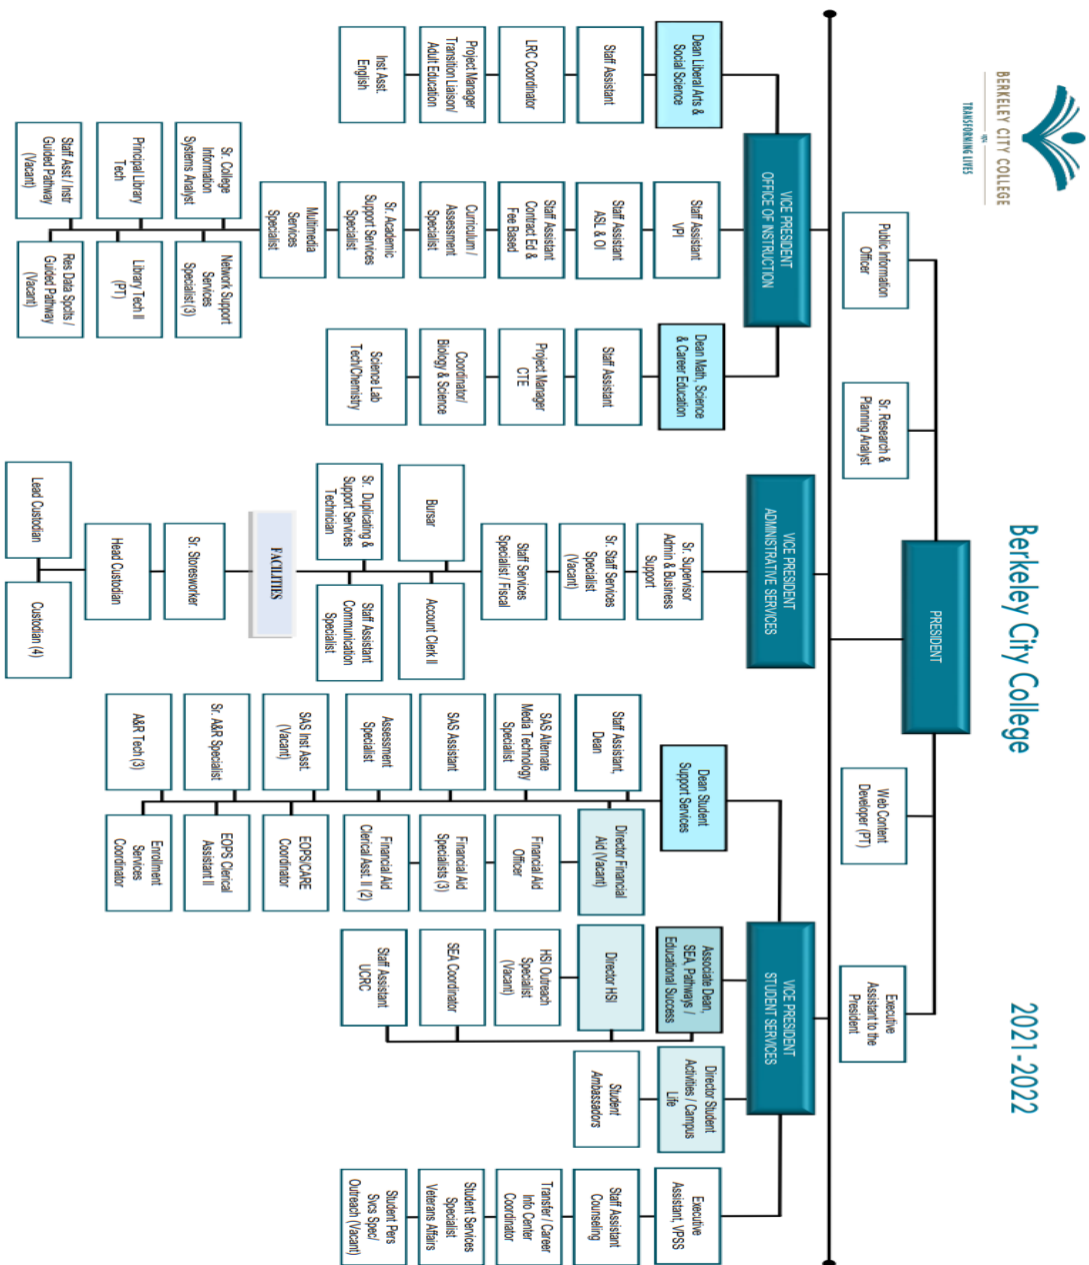 BERKELEY CITY COLLEGE
1974
TRANSFORMING LIVES
Berkeley City College
2021-2022
PRESIDENT
Public Information
Officer
Sr. Research &
Planning Analyst
Web Content
Developer (PT)
Executive
Assistant to the
President
VICE PRESIDENT
OFFICE OF INSTRUCTION
VICE PRESIDENT
ADMINISTRATIVE SERVICES
VICE PRESIDENT
STUDENT SERVICES
Dean Liberal Arts &
Social Science
Staff Assistant
LRC Coordinator
Project Manager
Transition Liaison/
Adult Education
Inst Asst.
English
Staff Assistant
VPI
Staff Assistant
ASL & OI
Staff Assistant
Contract Ed &
Fee Based
Curriculum /
Assessment
Specialist
Sr. Academic
Support Services
Specialist
Multimedia
Services
Specialist
Sr. College
Information
Systems Analyst
Network Support
Services
Specialist (3)
Principal Library
Tech
Library Tech II
(PT)
Staff Asst / Instr
Guided Pathway
(Vacant)
Res Data Spclts /
Guided Pathway
(Vacant)
Dean Math, Science
& Career Education
Staff Assistant
Project Manager
CTE
Coordinator/
Biology & Science
Science Lab
Tech/Chemistry
Sr. Supervisor
Admin & Business
Support
Sr. Staff Services
Specialist
(Vacant)
Staff Services
Specialist / Fiscal
Bursar
Account Clerk II
Sr. Duplicating &
Support Services
Technician
Staff Assistant
Communication
Specialist
FACILITIES
Sr. Storesworker
Head Custodian
Lead Custodian
Custodian (4)
Dean Student
Support Services
Staff Assistant,
Dean
Director Financial
Aid (Vacant)
SAS Alternate
Media Technology
Specialist
Financial Aid
Officer
SAS Assistant
Financial Aid
Specialists (3)
Assessment
Specialist
Financial Aid
Clerical Asst. II (2)
SAS Inst Asst.
(Vacant)
EOPS/CARE
Coordinator
Sr. A&R Specialist
EOPS Clerical
Assistant II
A&R Tech (3)
Enrollment
Services
Coordinator
Associate Dean,
SEA, Pathways /
Educational Success
Director HSI
HSI Outreach
Specialist
(Vacant)
SEA Coordinator
Staff Assistant
UCRC
Director Student
Activities / Campus
Life
Student
Ambassadors
Executive
Assistant, VPSS
Staff Assistant
Counseling
Transfer / Career
Info Center
Coordinator
Student Services
Specialist
Veterans Affairs
Student Pers
Svcs Spec/
Outreach (Vacant)